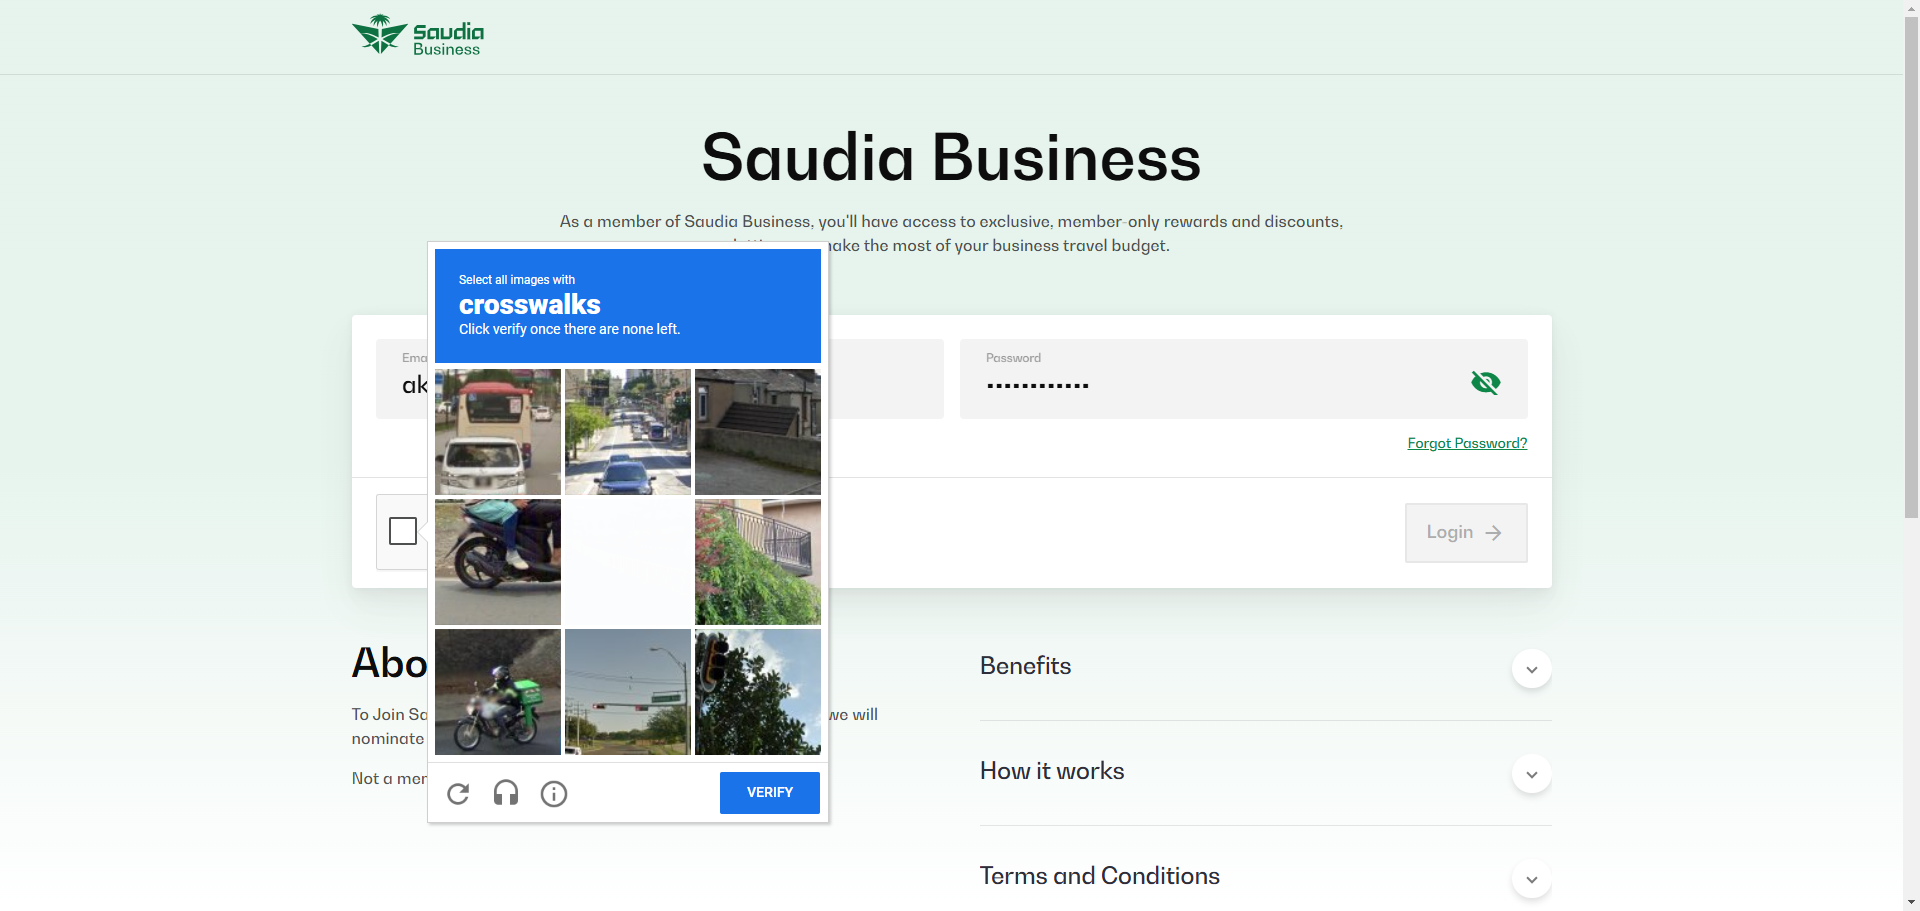 Saudia
Business
Saudia Business
As a member of Saudia Business, you'll have access to exclusive, member-only rewards and discounts,
make the most of your business travel budget.
Select all images with
crosswalks
Click verify once there are none left.
Ema
ak
Password
••••••••••••
Forgot Password?
Login
Abo
To Join Sa
we will
nominate
Not a mem
VERIFY
Benefits
How it works
Terms and Conditions